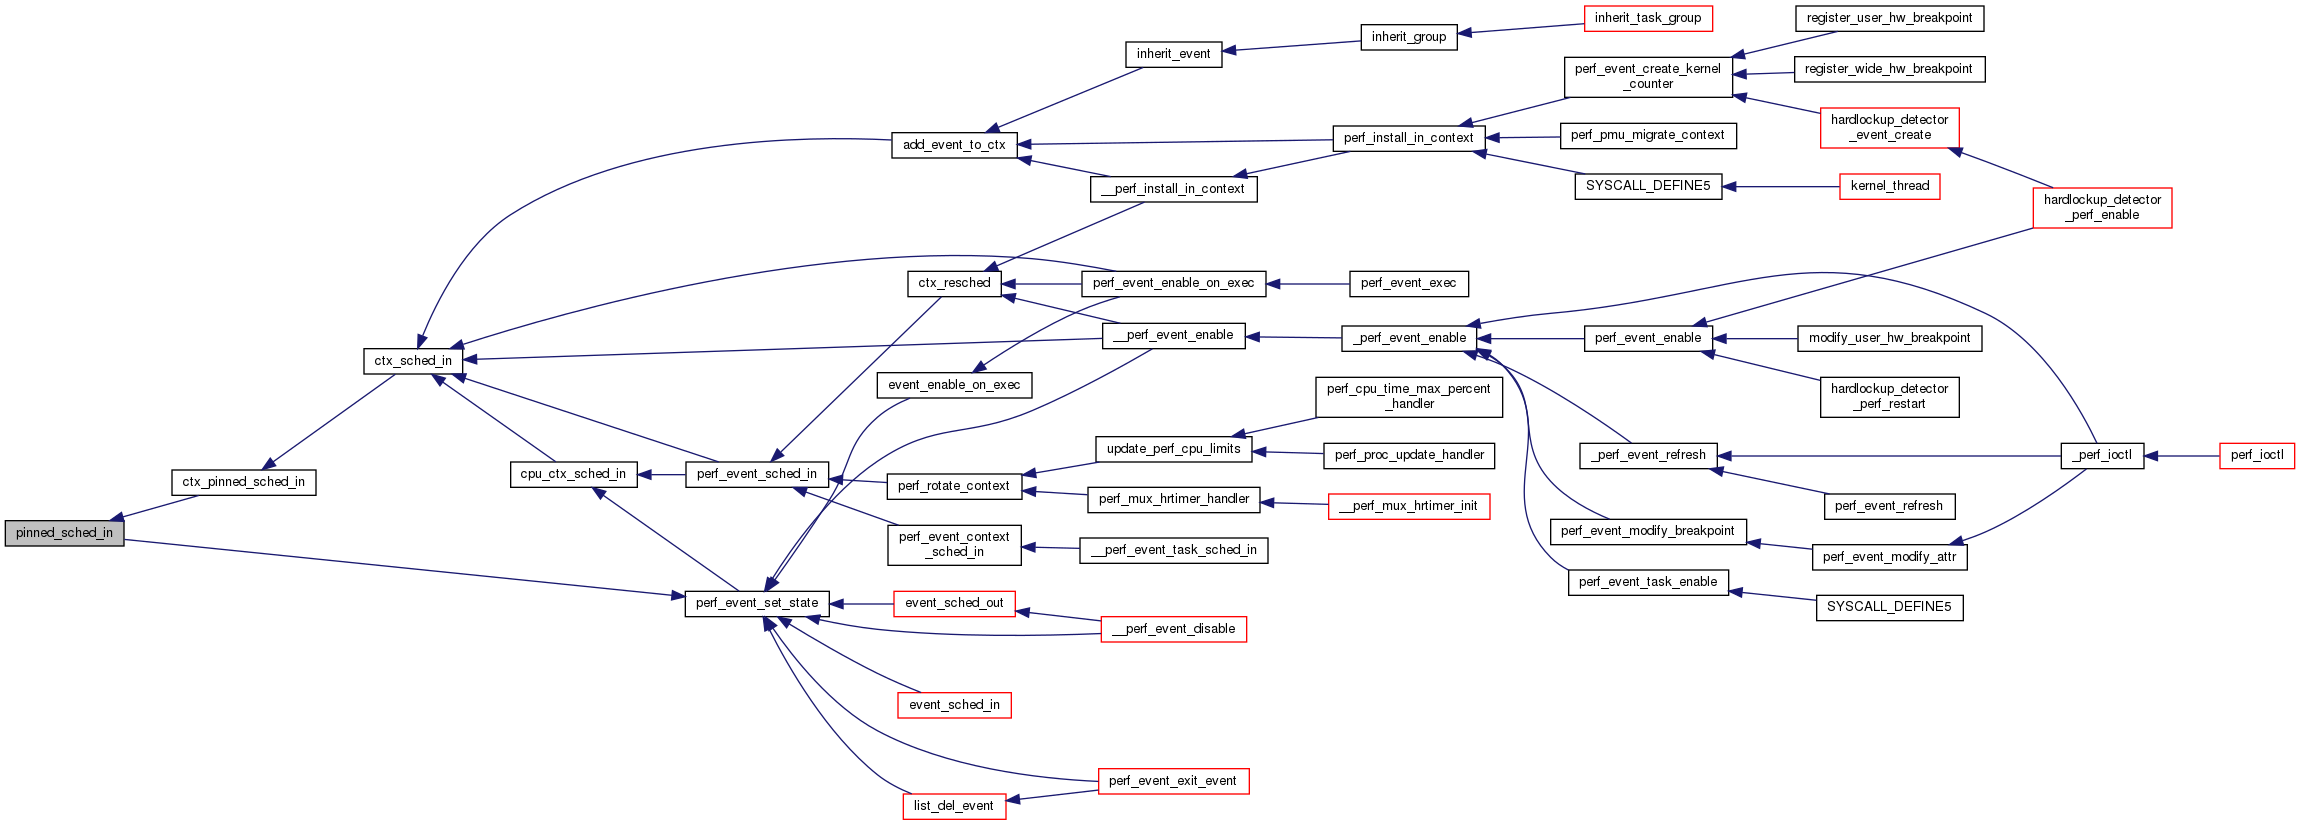 pinned_sched_in
ctx_pinned_sched_in
ctx_sched_in
add_event_to_ctx
inherit_event
inherit_group
inherit_task_group
perf_install_in_context
__perf_install_in_context
perf_event_create_kernel
_counter
register_user_hw_breakpoint
register_wide_hw_breakpoint
hardlockup_detector
_event_create
hardlockup_detector
_perf_enable
perf_pmu_migrate_context
SYSCALL_DEFINE5
kernel_thread
ctx_resched
perf_event_enable_on_exec
perf_event_exec
__perf_event_enable
_perf_event_enable
perf_event_enable
modify_user_hw_breakpoint
hardlockup_detector
_perf_restart
event_enable_on_exec
cpu_ctx_sched_in
perf_event_sched_in
perf_rotate_context
update_perf_cpu_limits
perf_cpu_time_max_percent
_handler
perf_proc_update_handler
perf_mux_hrtimer_handler
__perf_mux_hrtimer_init
perf_event_context
_sched_in
__perf_event_task_sched_in
_perf_event_refresh
perf_event_refresh
_perf_ioctl
perf_ioctl
perf_event_modify_breakpoint
perf_event_modify_attr
perf_event_task_enable
SYSCALL_DEFINE5
perf_event_set_state
event_sched_out
__perf_event_disable
event_sched_in
perf_event_exit_event
list_del_event